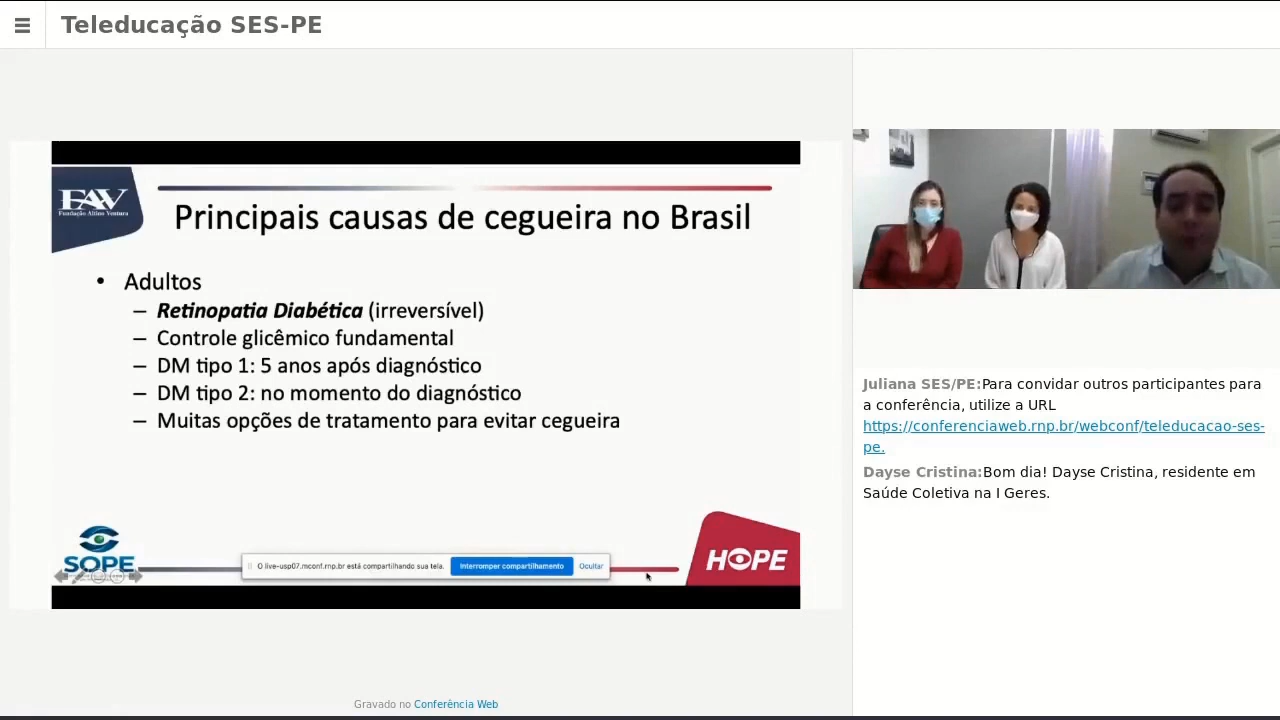 Teleducação SES-PE
FAV
Fundação Altino Ventura
Principais causas de cegueira no Brasil
• Adultos
– Retinopatia Diabética (irreversível)
– Controle glicêmico fundamental
– DM tipo 1: 5 anos após diagnóstico
– DM tipo 2: no momento do diagnóstico
– Muitas opções de tratamento para evitar cegueira
SOPE
O live-usp07.mconf.rnp.br está compartilhando sua tela.
Interromper compartilhamento
Ocultar
HOPE
Juliana SES/PE:Para convidar outros participantes para
a conferência, utilize a URL
https://conferenciaweb.rnp.br/webconf/teleducacao-ses-
pe.
Dayse Cristina:Bom dia! Dayse Cristina, residente em
Saúde Coletiva na I Geres.
Gravado no Conferência Web